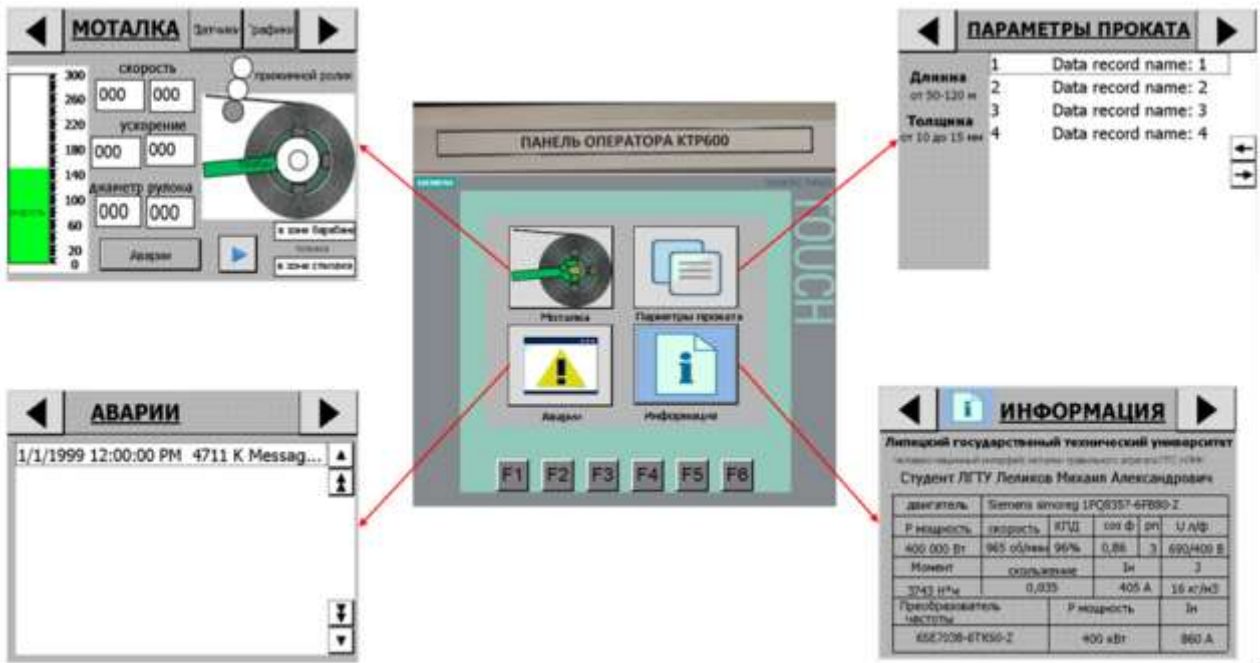 МОТАЛКА
Датчики
Графики
300
260
220
180
140
100
60
20
0
скорость
000 000
прижимной ролик
ускорение
000 000
диаметр рулона
000 000
Аварии
в зоне барабана
в зоне
ПАРАМЕТРЫ ПРОКАТА
Длинна
от 50-120 м
Толщина
от 10 до 15 мм
1 Data record name: 1
2 Data record name: 2
3 Data record name: 3
4 Data record name: 4
ПАНЕЛЬ ОПЕРАТОРА KTP600
SIEMENS
TOUCH
Моталка
Параметры проката
Аварии
Информация
F1 F2 F3 F4 F5 F6
АВАРИИ
1/1/1999 12:00:00 PM 4711 K Messag...
ИНФОРМАЦИЯ
Липецкий государственый технический университет
Студент ЛГТУ Леликов Михаил Александрович
двигатель Siemens simoreg 1PQ8357-6FB80-Z
P мощность скорость КПД cos ф pn U л/ф
400 000 Вт 965 об/мин 96% 0,86 3 690/400 В
Момент скольжение Iн J
3743 Н*м 0,035 405 А 16 кг/м3
Преобразователь частоты P мощность Iн
6SE7038-6TK60-Z 400 кВт 860 А